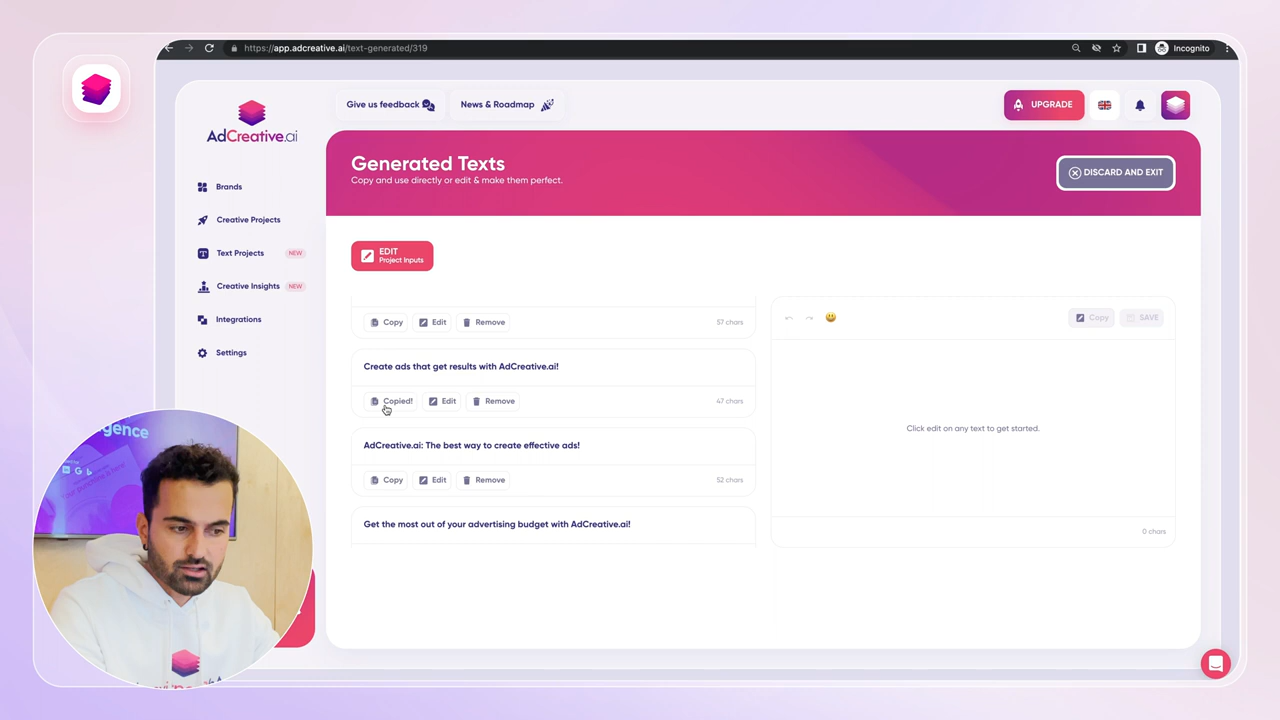 https://app.adcreative.ai/text-generated/319
Incognito
AdCreative.ai
Give us feedback
News & Roadmap
UPGRADE
Brands
Creative Projects
Text Projects NEW
Creative Insights NEW
Integrations
Settings
Generated Texts
Copy and use directly or edit & make them perfect.
DISCARD AND EXIT
EDIT
Project Inputs
Copy Edit Remove 57 chars
Create ads that get results with AdCreative.ai!
Copied! Edit Remove 47 chars
AdCreative.ai: The best way to create effective ads!
Copy Edit Remove 52 chars
Get the most out of your advertising budget with AdCreative.ai!
Copy SAVE
Click edit on any text to get started.
0 chars